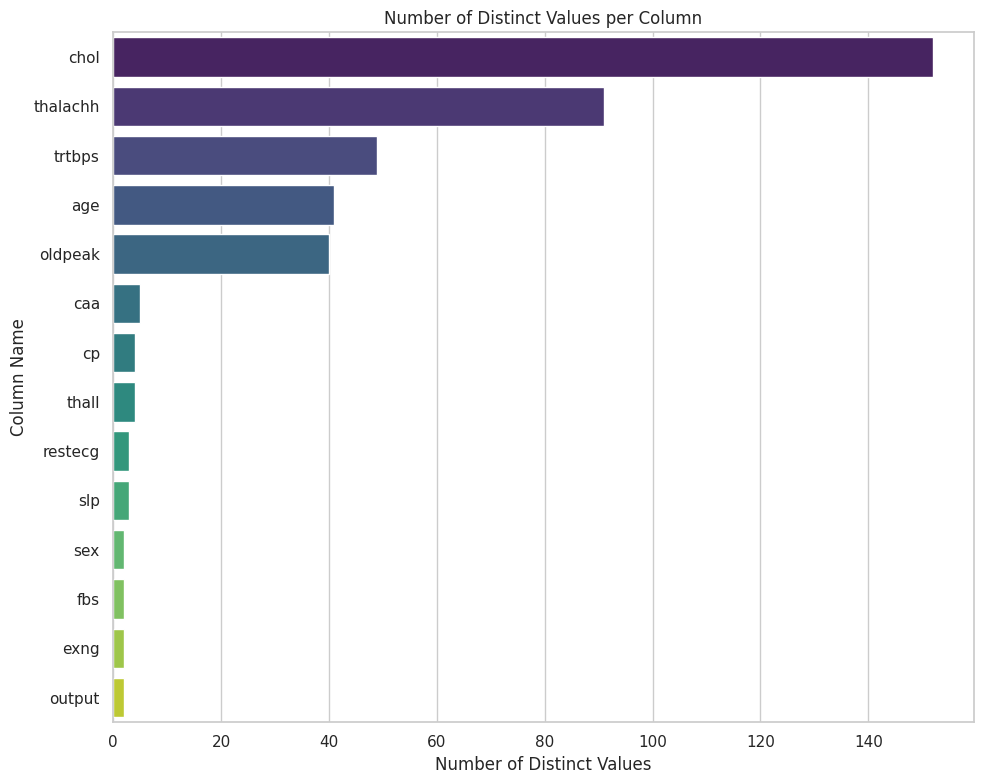 Number of Distinct Values per Column
chol
thalachh
trtbps
age
oldpeak
caa
cp
thall
restecg
slp
sex
fbs
exng
output
Column Name
0 20 40 60 80 100 120 140
Number of Distinct Values